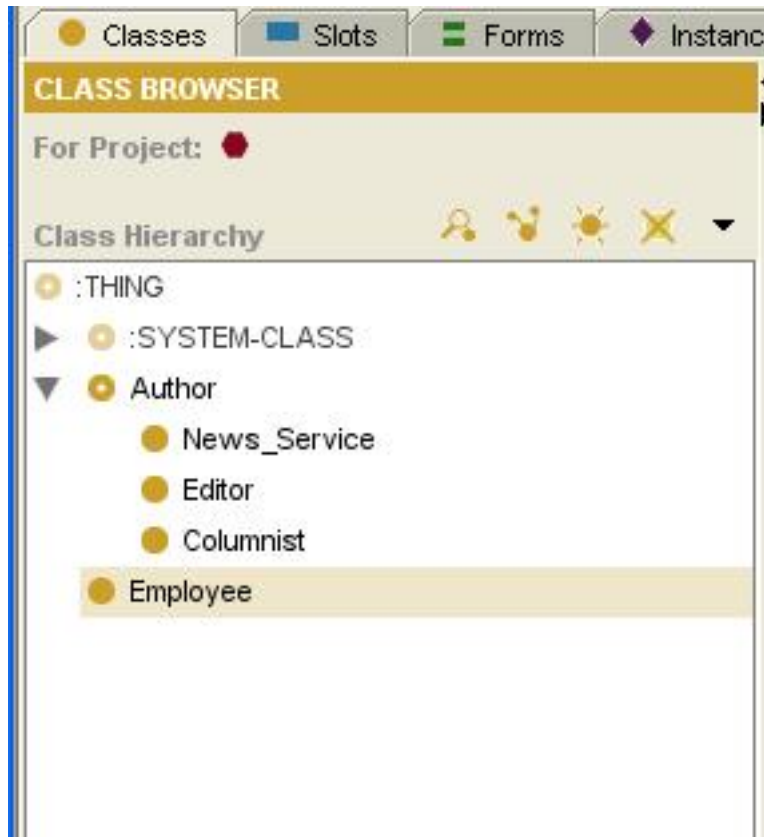 Classes Slots Forms Instanc
CLASS BROWSER
For Project:
Class Hierarchy
:THING
:SYSTEM-CLASS
Author
News_Service
Editor
Columnist
Employee